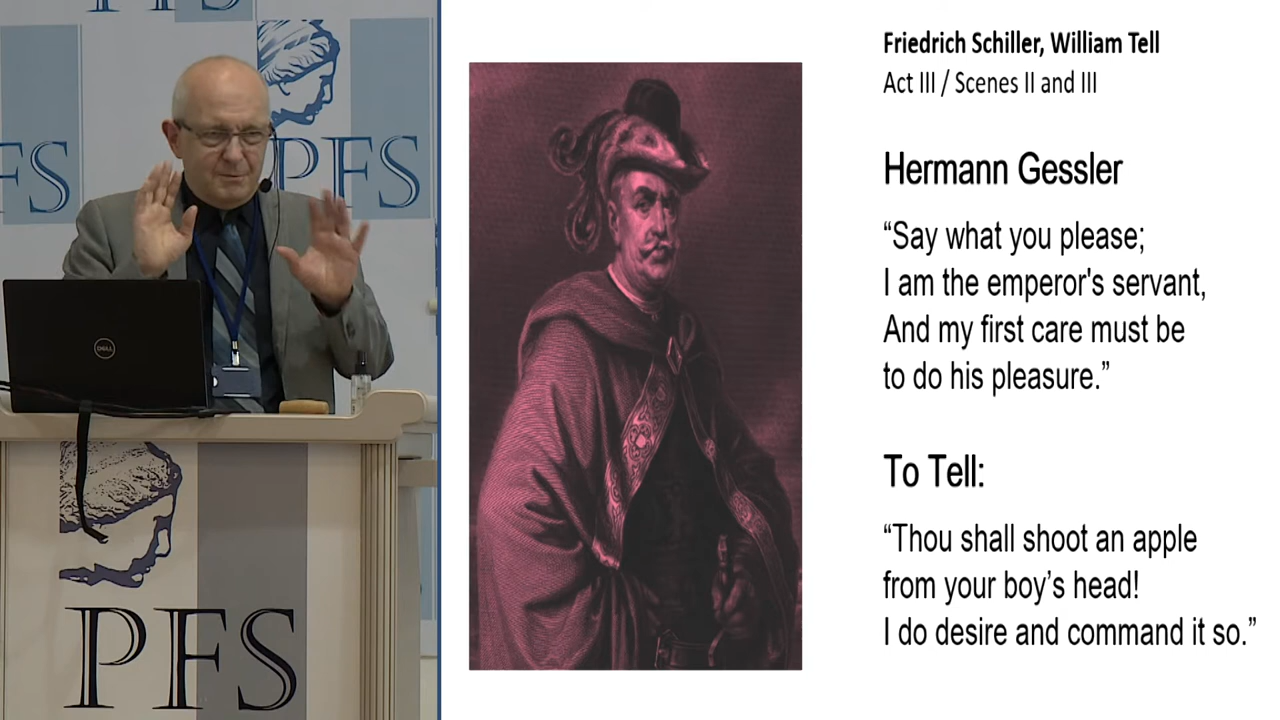 PFS
PFS
FS
DELL
PFS
Friedrich Schiller, William Tell
Act III / Scenes II and III
Hermann Gessler
“Say what you please;
I am the emperor's servant,
And my first care must be
to do his pleasure.”
To Tell:
“Thou shall shoot an apple
from your boy’s head!
I do desire and command it so.”